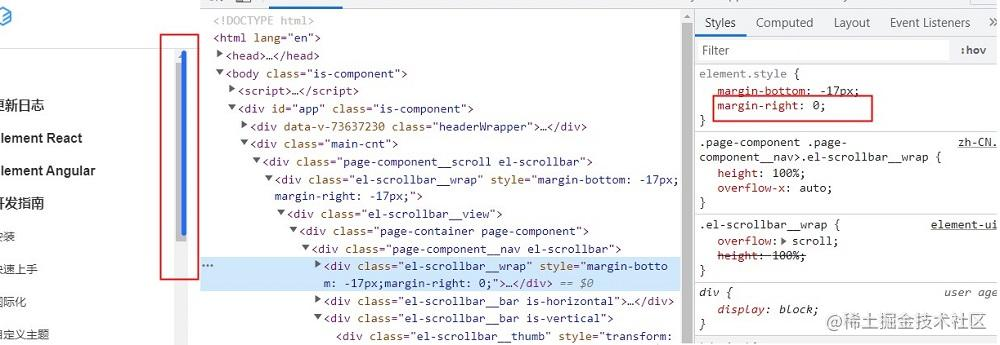 更新日志
Element React
Element Angular
开发指南
安装
快速上手
国际化
自定义主题
<!DOCTYPE html>
<html lang="en">
<head>…</head>
<body class="is-component">
<script>…</script>
<div id="app" class="is-component">
<div data-v-73637230 class="headerWrapper">…</div>
<div class="main-cnt">
<div class="page-component__scroll el-scrollbar">
<div class="el-scrollbar__wrap" style="margin-bottom: -17px;
margin-right: -17px;">
<div class="el-scrollbar__view">
<div class="page-container page-component">
<div class="page-component__nav el-scrollbar">
<div class="el-scrollbar__wrap" style="margin-botto
m: -17px;margin-right: 0;">…</div> == $0
<div class="el-scrollbar__bar is-horizontal">…</div>
<div class="el-scrollbar__bar is-vertical">
<div class="el-scrollbar__thumb" style="transform:
Styles Computed Layout Event Listeners »
Filter :hov
element.style {
margin-bottom: -17px;
margin-right: 0;
}
.page-component .page- zh-CN.
component__nav>.el-scrollbar__wrap {
height: 100%;
overflow-x: auto;
}
.el-scrollbar__wrap { element-ui
overflow: scroll;
height: 100%;
}
div { user age
display: block;
}
@稀土掘金技术社区